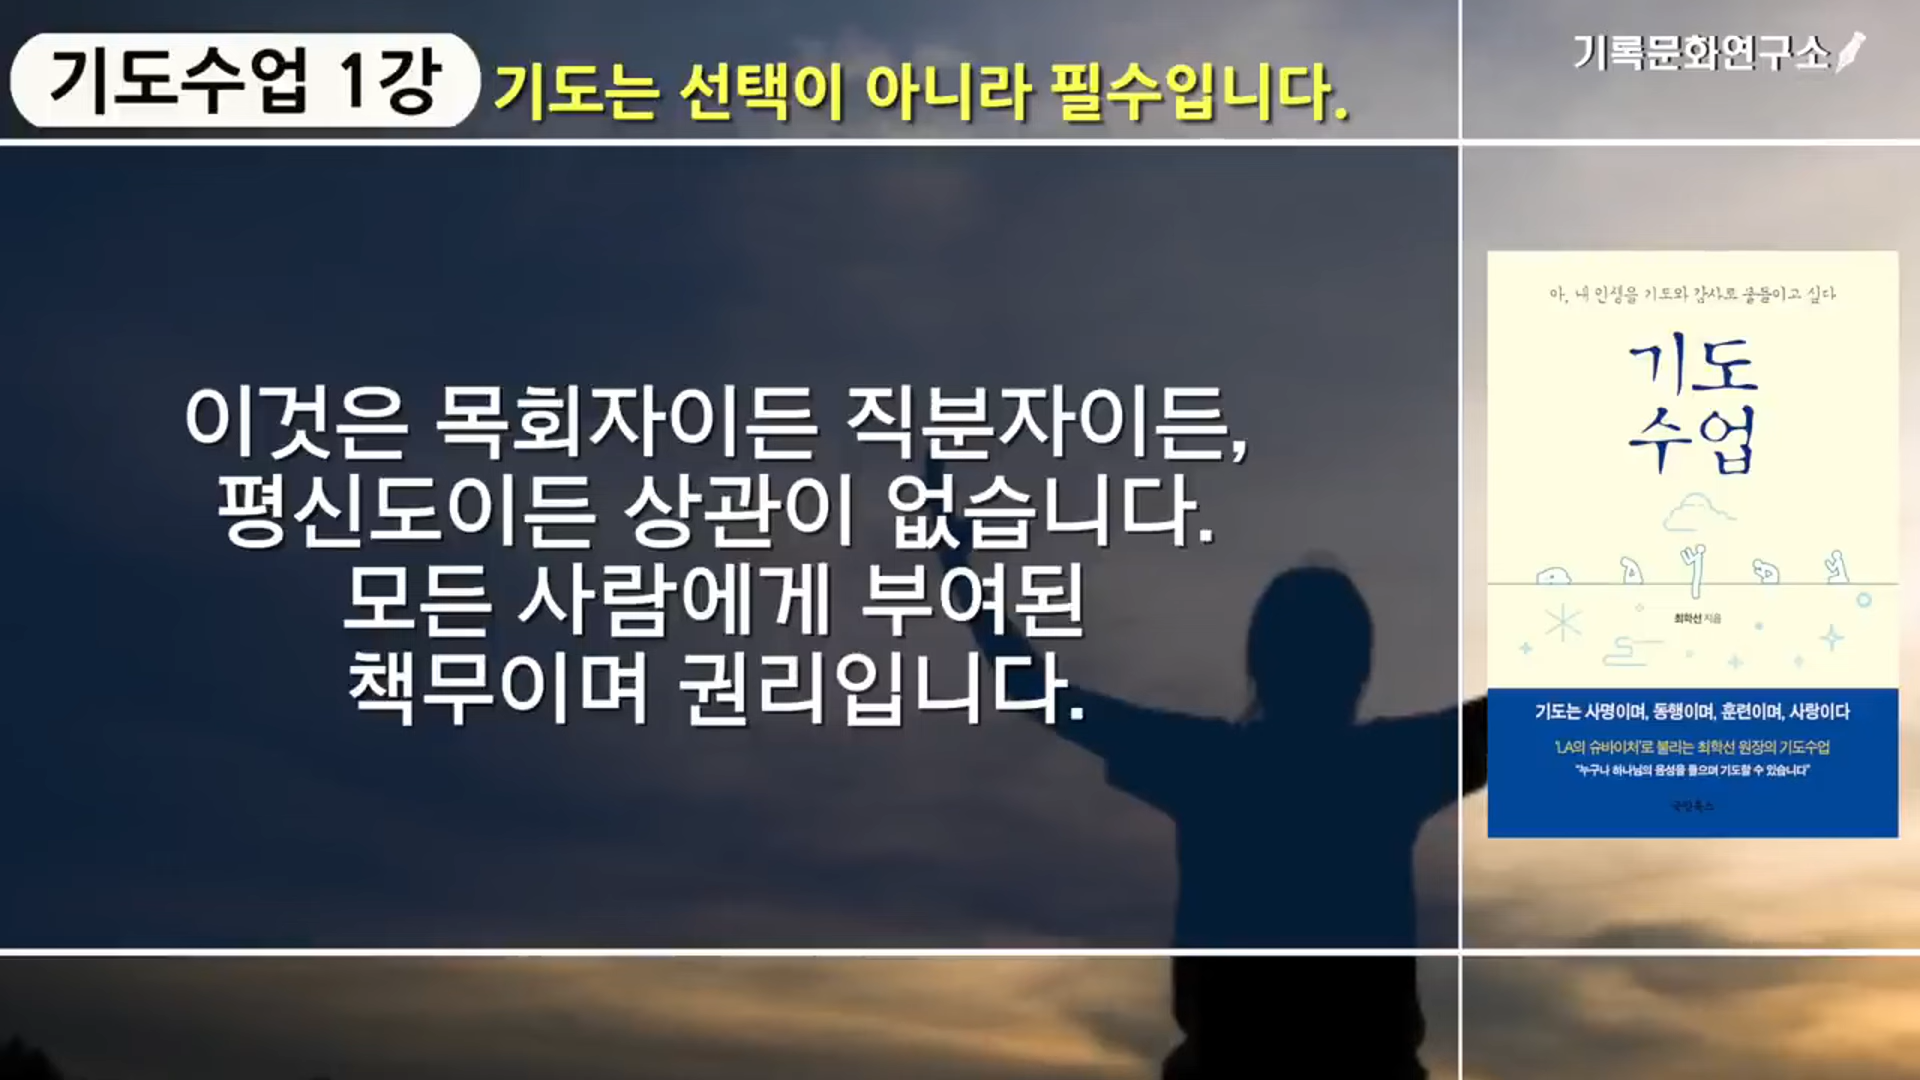 기도수업 1강
기도는 선택이 아니라 필수입니다.
기록문화연구소
이것은 목회자이든 직분자이든,
평신도이든 상관이 없습니다.
모든 사람에게 부여된
책무이며 권리입니다.
아, 내 인생을 기도와 감사로 물들이고 싶다
기도
수업
최학선 지음
기도는 사명이며, 동행이며, 훈련이며, 사랑이다
'LA의 슈바이처'로 불리는 최학선 원장의 기도수업
"누구나 하나님의 음성을 들으며 기도할 수 있습니다"